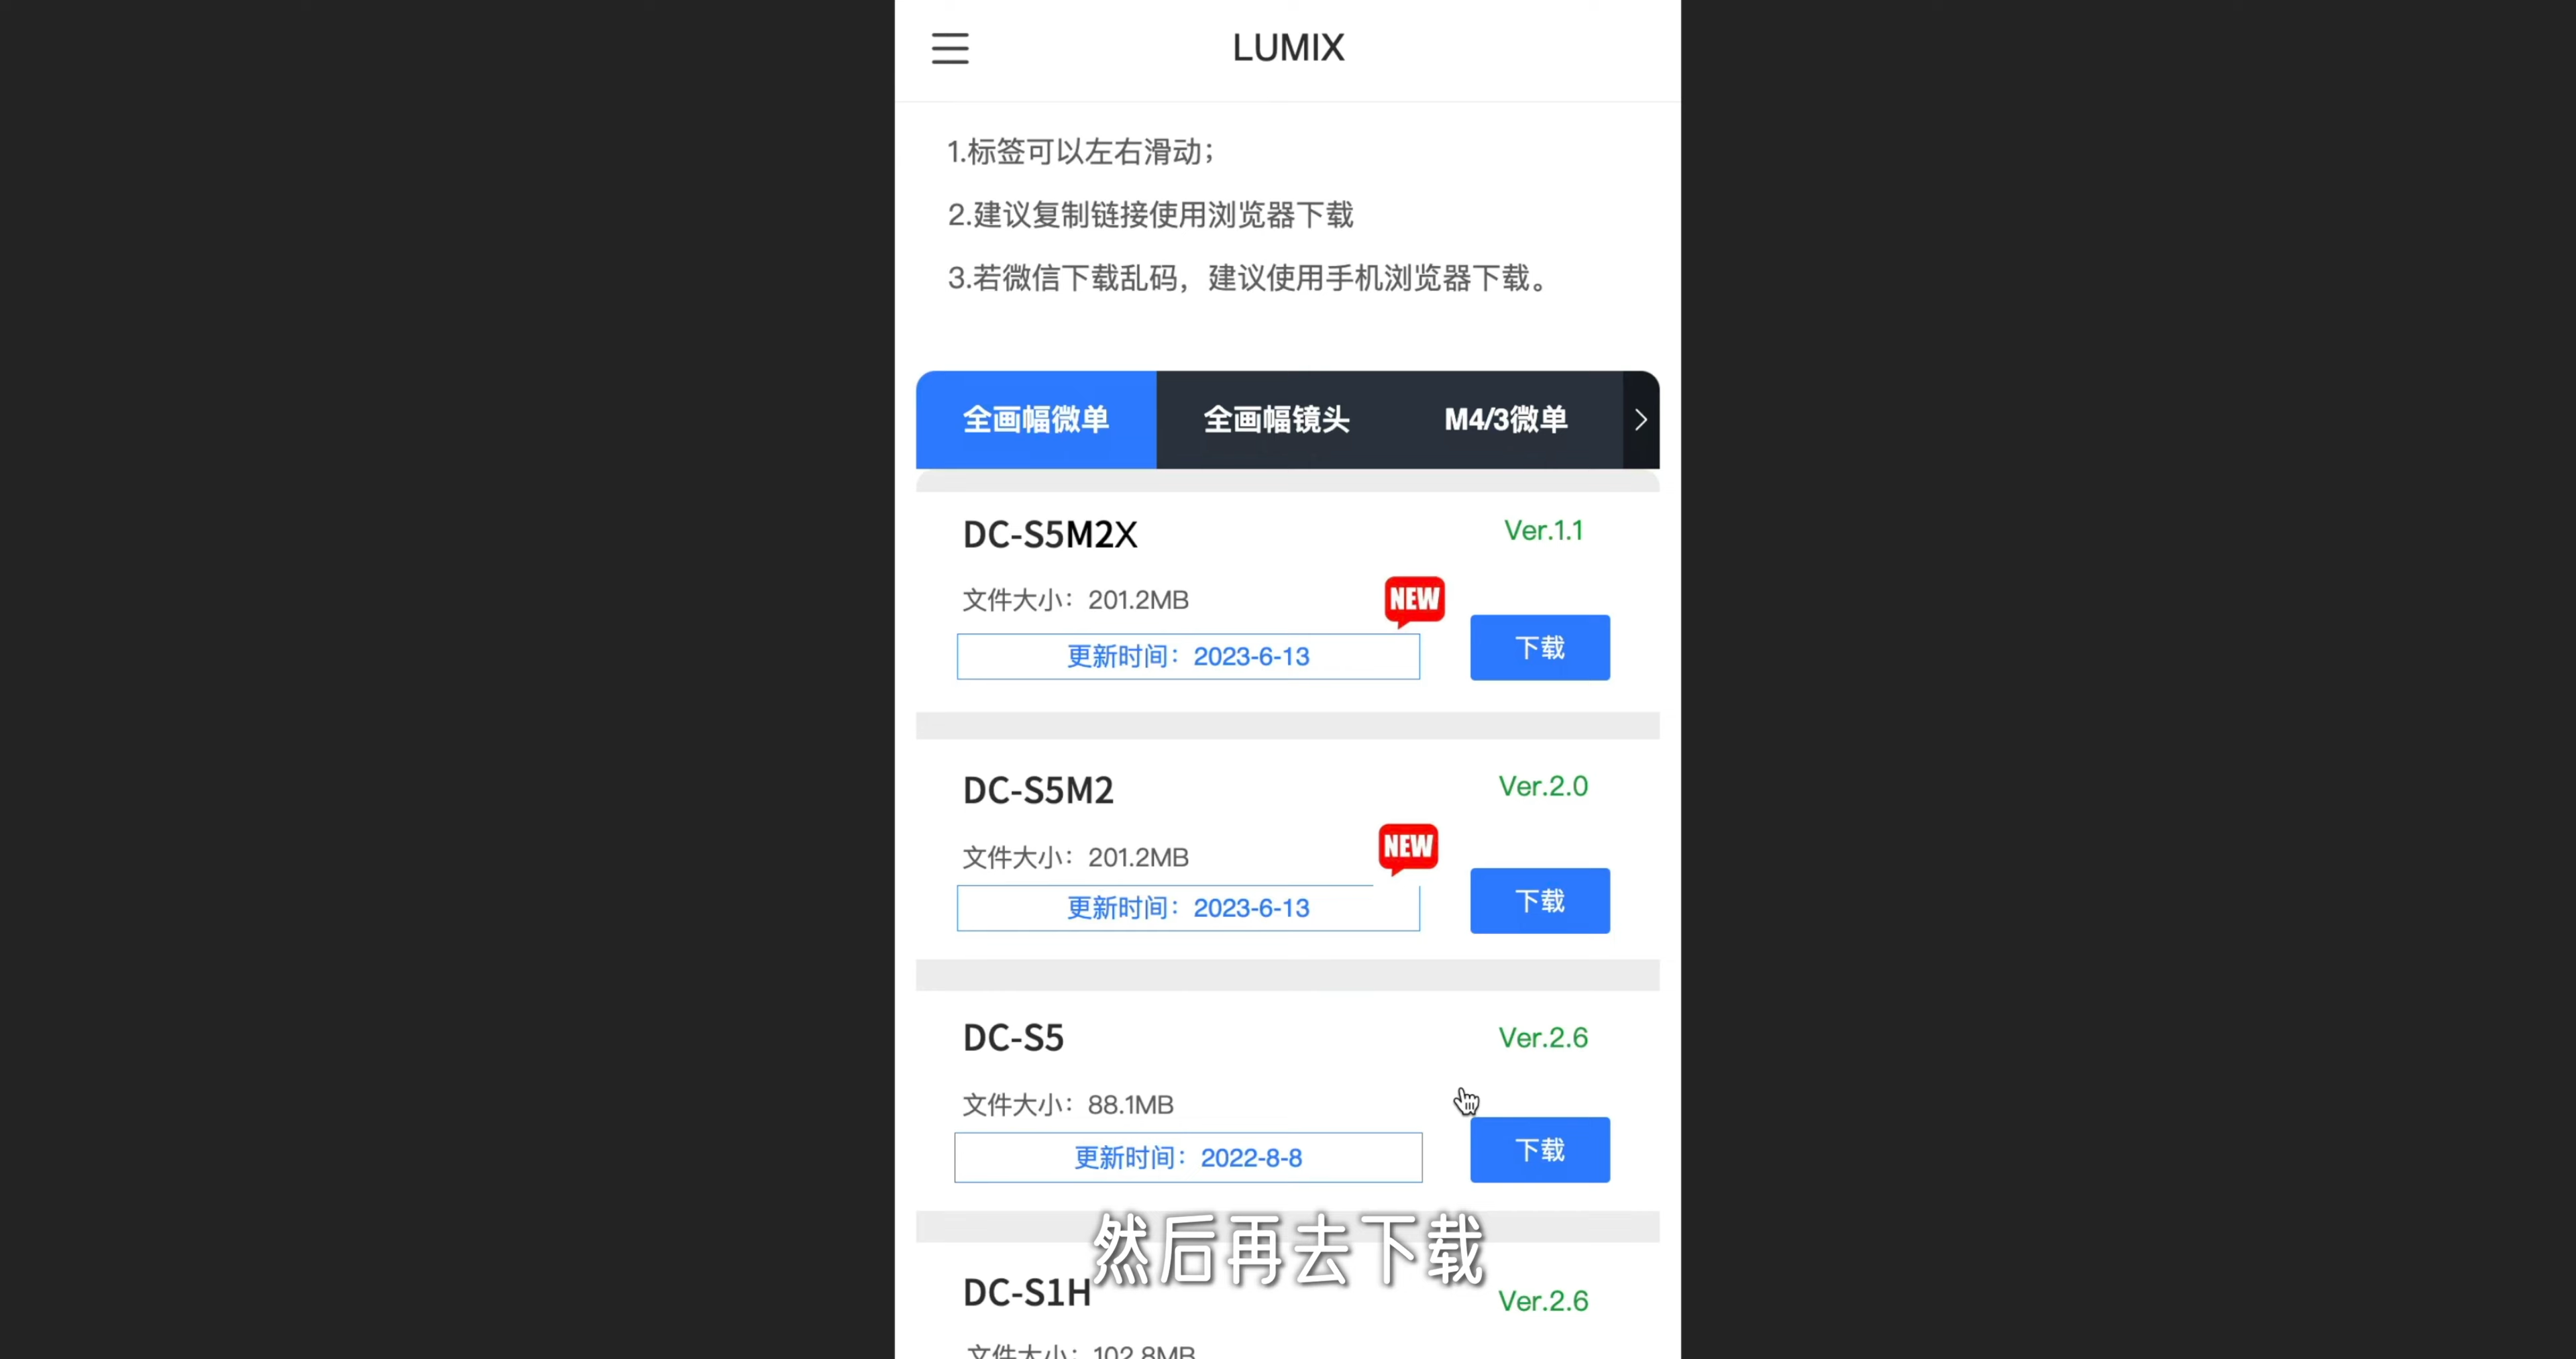 LUMIX
1.标签可以左右滑动;
2.建议复制链接使用浏览器下载
3.若微信下载乱码，建议使用手机浏览器下载。
全画幅微单 全画幅镜头 M4/3微单
DC-S5M2X Ver.1.1
文件大小：201.2MB NEW
更新时间：2023-6-13 下载
DC-S5M2 Ver.2.0
文件大小：201.2MB NEW
更新时间：2023-6-13 下载
DC-S5 Ver.2.6
文件大小：88.1MB
更新时间：2022-8-8 下载
然后再去下载
DC-S1H Ver.2.6
文件大小：102.8MB